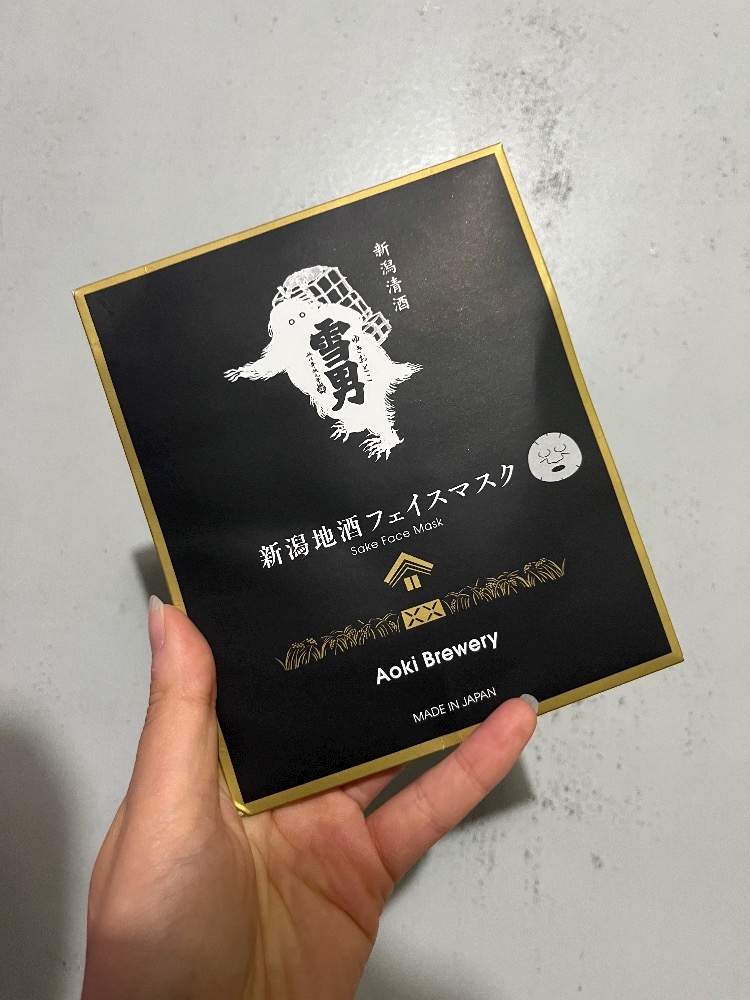 新潟清酒
雪男
ゆきおとこ
新潟地酒フェイスマスク
Sake Face Mask
Aoki Brewery
MADE IN JAPAN